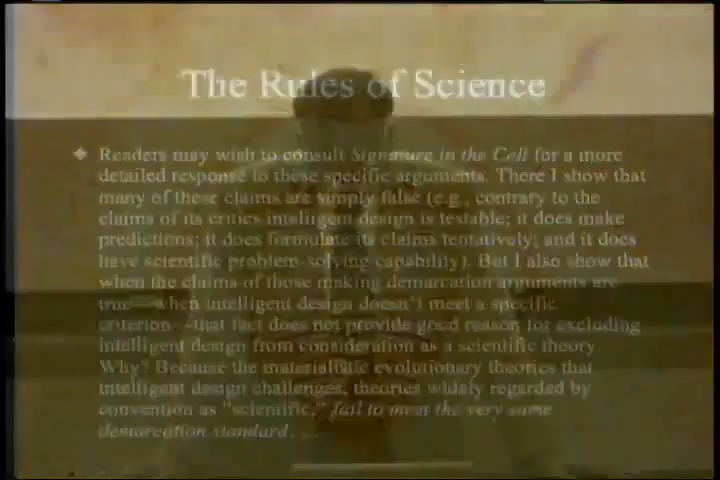 The Rules of Science
Readers may wish to consult Signature in the Cell for a more
detailed response to these specific arguments. There I show that
many of these claims are simply false (e.g., contrary to the
claims of its critics intelligent design is testable; it does make
predictions; it does formulate its claims tentatively; and it does
have scientific problem-solving capability). But I also show that
when the claims of those making demarcation arguments are
true—when intelligent design doesn't meet a specific
criterion—that fact does not provide good reason for excluding
intelligent design from consideration as a scientific theory.
Why? Because the materialistic evolutionary theories that
intelligent design challenges, theories widely regarded by
convention as "scientific," fail to meet the very same
demarcation standard. ...